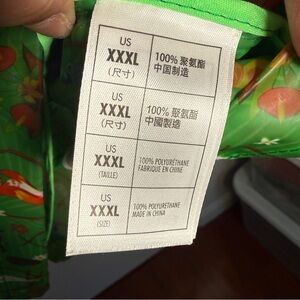 US
XXXL
(尺寸)
100% 聚氨酯
中国制造
US
XXXL
(尺寸)
100% 聚氨酯
中國製造
US
XXXL
(TAILLE)
100% POLYURÉTHANE
FABRIQUE EN CHINE
US
XXXL
(SIZE)
100% POLYURETHANE
MADE IN CHINA